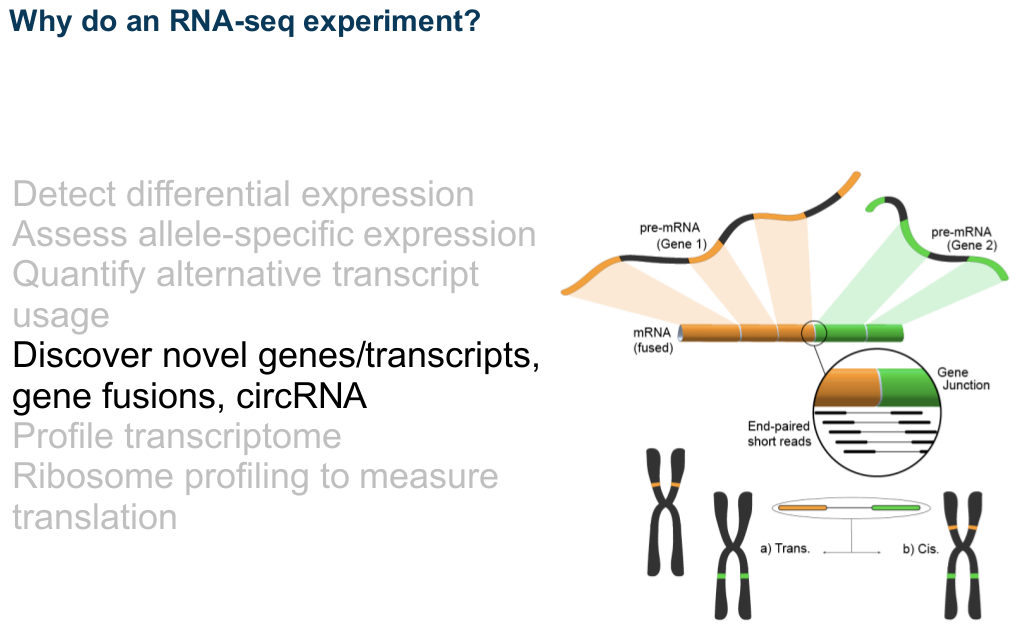 Why do an RNA-seq experiment?
Detect differential expression
Assess allele-specific expression
Quantify alternative transcript
usage
Discover novel genes/transcripts,
gene fusions, circRNA
Profile transcriptome
Ribosome profiling to measure
translation
pre-mRNA
(Gene 1)
pre-mRNA
(Gene 2)
mRNA
(fused)
Gene
Junction
End-paired
short reads
a) Trans.
b) Cis.